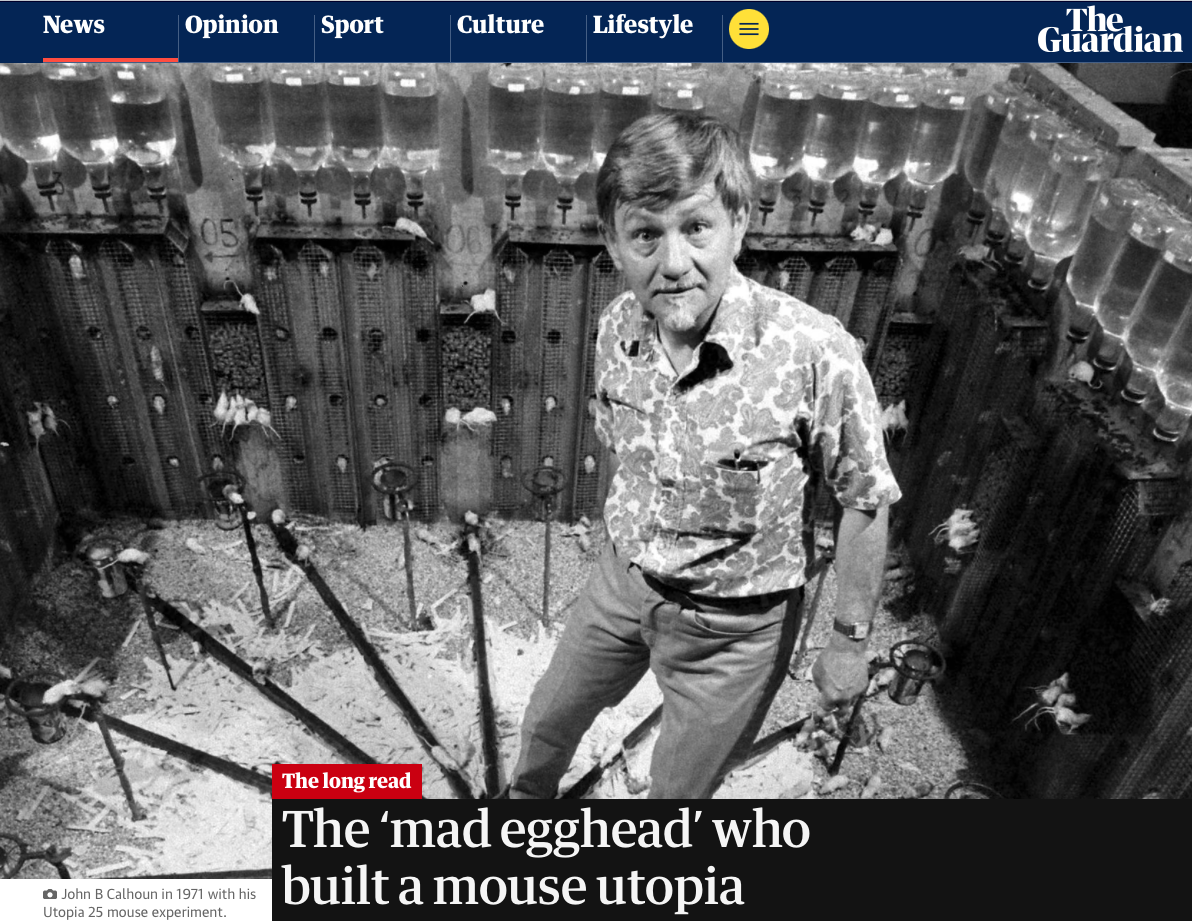 News
Opinion
Sport
Culture
Lifestyle
The
Guardian
05
The long read
The ‘mad egghead’ who
built a mouse utopia
John B Calhoun in 1971 with his
Utopia 25 mouse experiment.